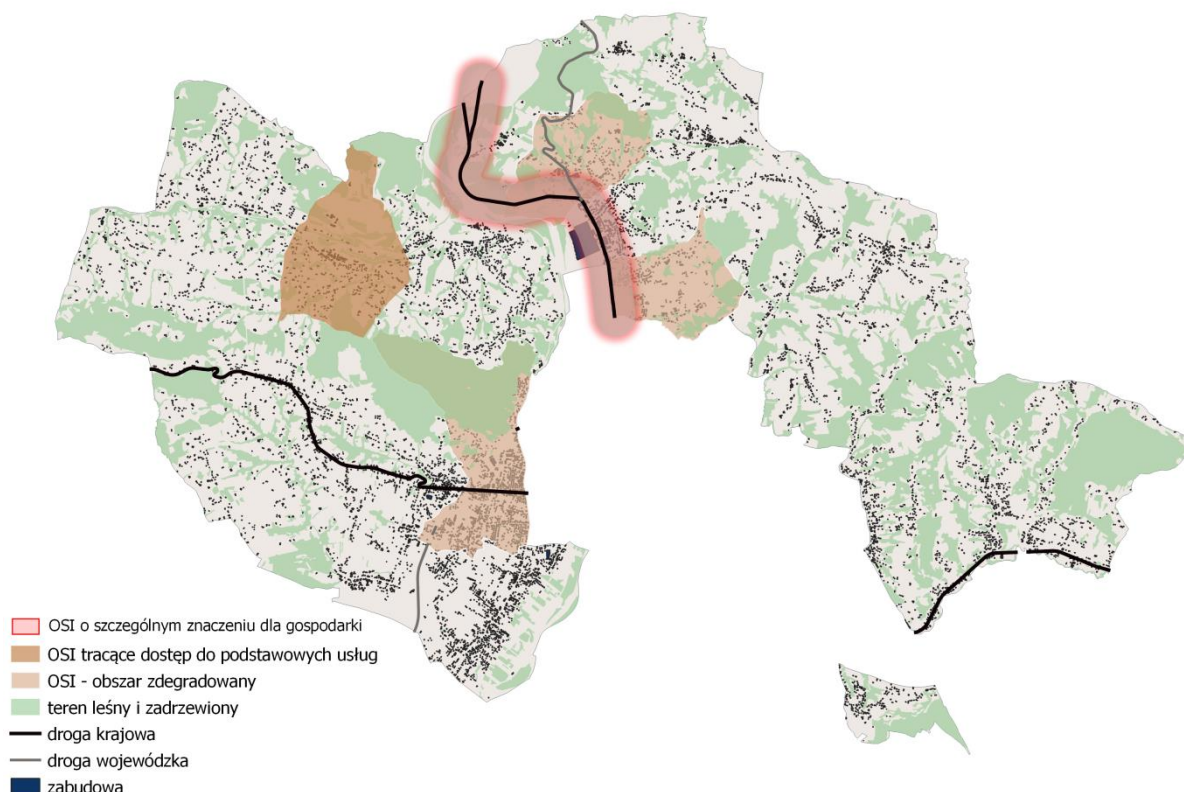 OSI o szczególnym znaczeniu dla gospodarki
OSI tracące dostęp do podstawowych usług
OSI - obszar zdegradowany
teren leśny i zadrzewiony
droga krajowa
droga wojewódzka
zabudowa